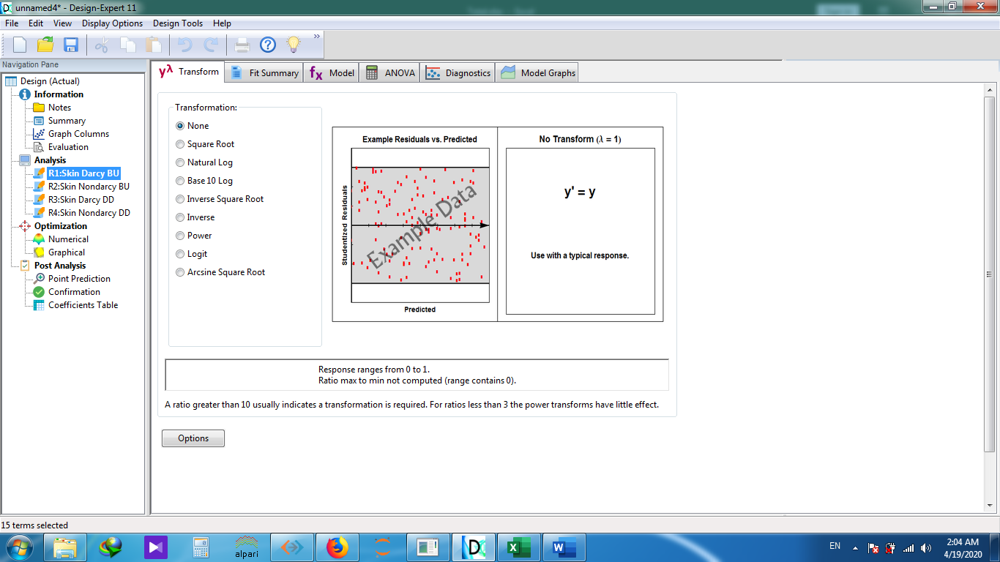 unnamed4* - Design-Expert 11
File Edit View Display Options Design Tools Help
Navigation Pane
Design (Actual)
Information
Notes
Summary
Graph Columns
Evaluation
Analysis
R1:Skin Darcy BU
R2:Skin Nondarcy BU
R3:Skin Darcy DD
R4:Skin Nondarcy DD
Optimization
Numerical
Graphical
Post Analysis
Point Prediction
Confirmation
Coefficients Table
yλ Transform Fit Summary fx Model ANOVA Diagnostics Model Graphs
Transformation:
None
Square Root
Natural Log
Base 10 Log
Inverse Square Root
Inverse
Power
Logit
Arcsine Square Root
Example Residuals vs. Predicted
Studentized Residuals
Example Data
Predicted
No Transform (λ = 1)
y' = y
Use with a typical response.
Response ranges from 0 to 1.
Ratio max to min not computed (range contains 0).
A ratio greater than 10 usually indicates a transformation is required. For ratios less than 3 the power transforms have little effect.
Options
15 terms selected
alpari
EN
2:04 AM
4/19/2020